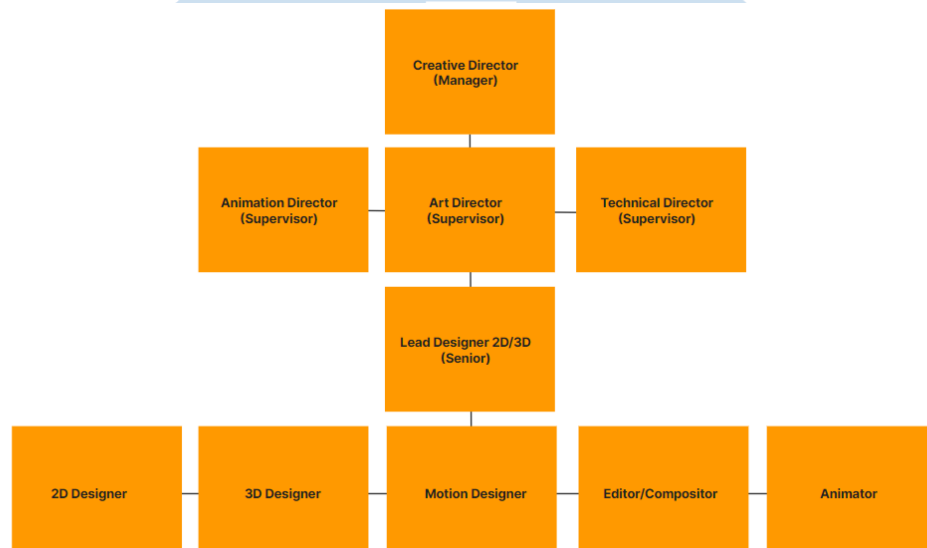 Creative Director
(Manager)
Animation Director
(Supervisor)
Art Director
(Supervisor)
Technical Director
(Supervisor)
Lead Designer 2D/3D
(Senior)
2D Designer
3D Designer
Motion Designer
Editor/Compositor
Animator